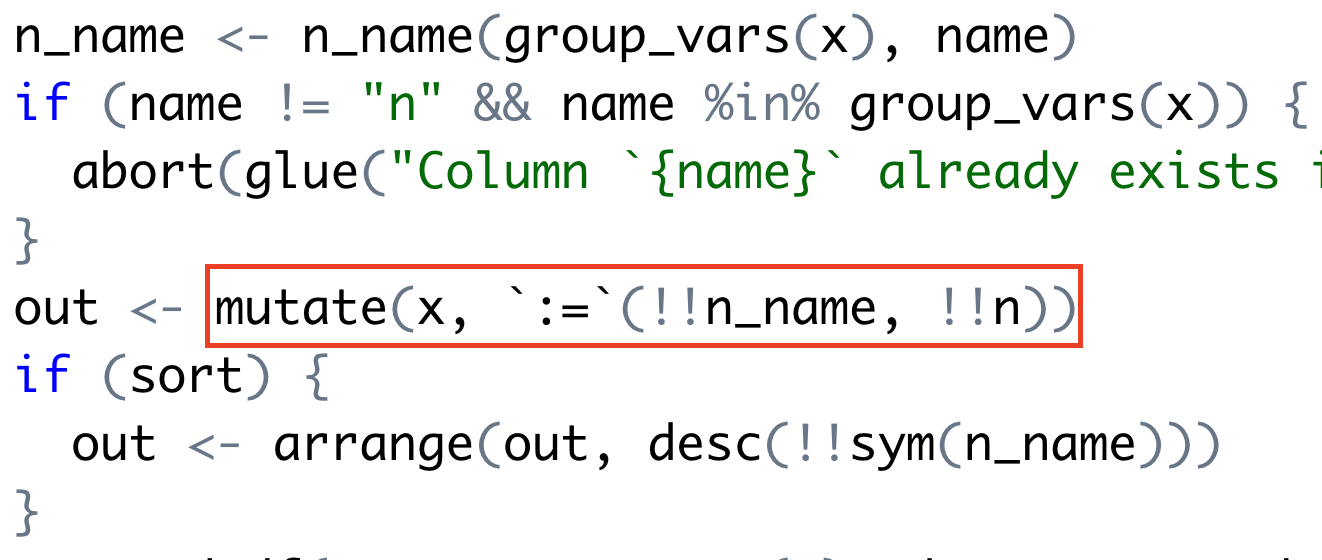 n_name <- n_name(group_vars(x), name)
if (name != "n" && name %in% group_vars(x)) {
  abort(glue("Column `{name}` already exists
}
out <- mutate(x, `:=`(!!n_name, !!n))
if (sort) {
  out <- arrange(out, desc(!!sym(n_name)))
}